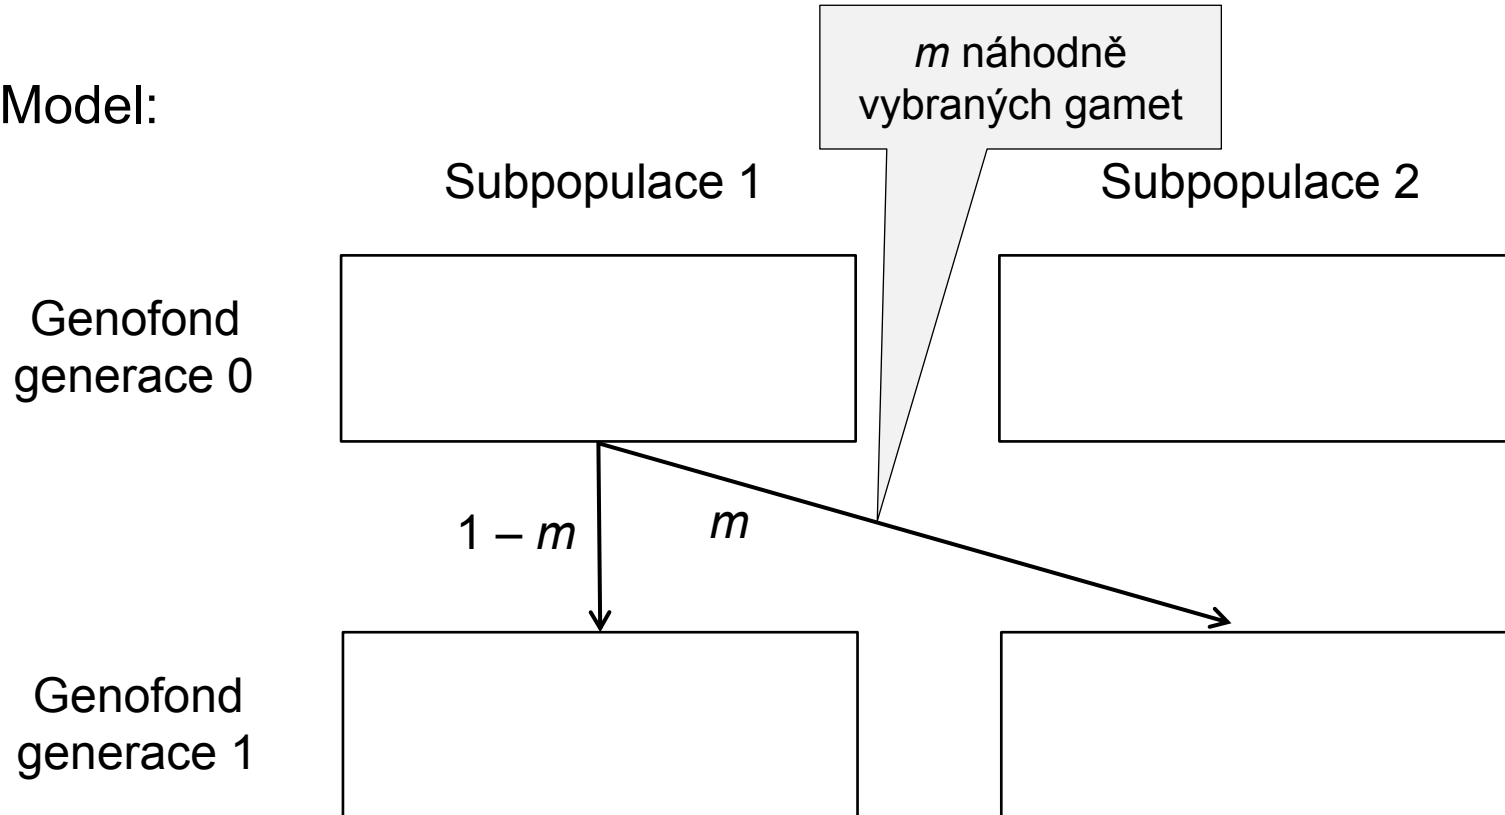 m náhodně
vybraných gamet
Model:
Subpopulace 1
Subpopulace 2
Genofond
generace 0
1 – m
m
Genofond
generace 1